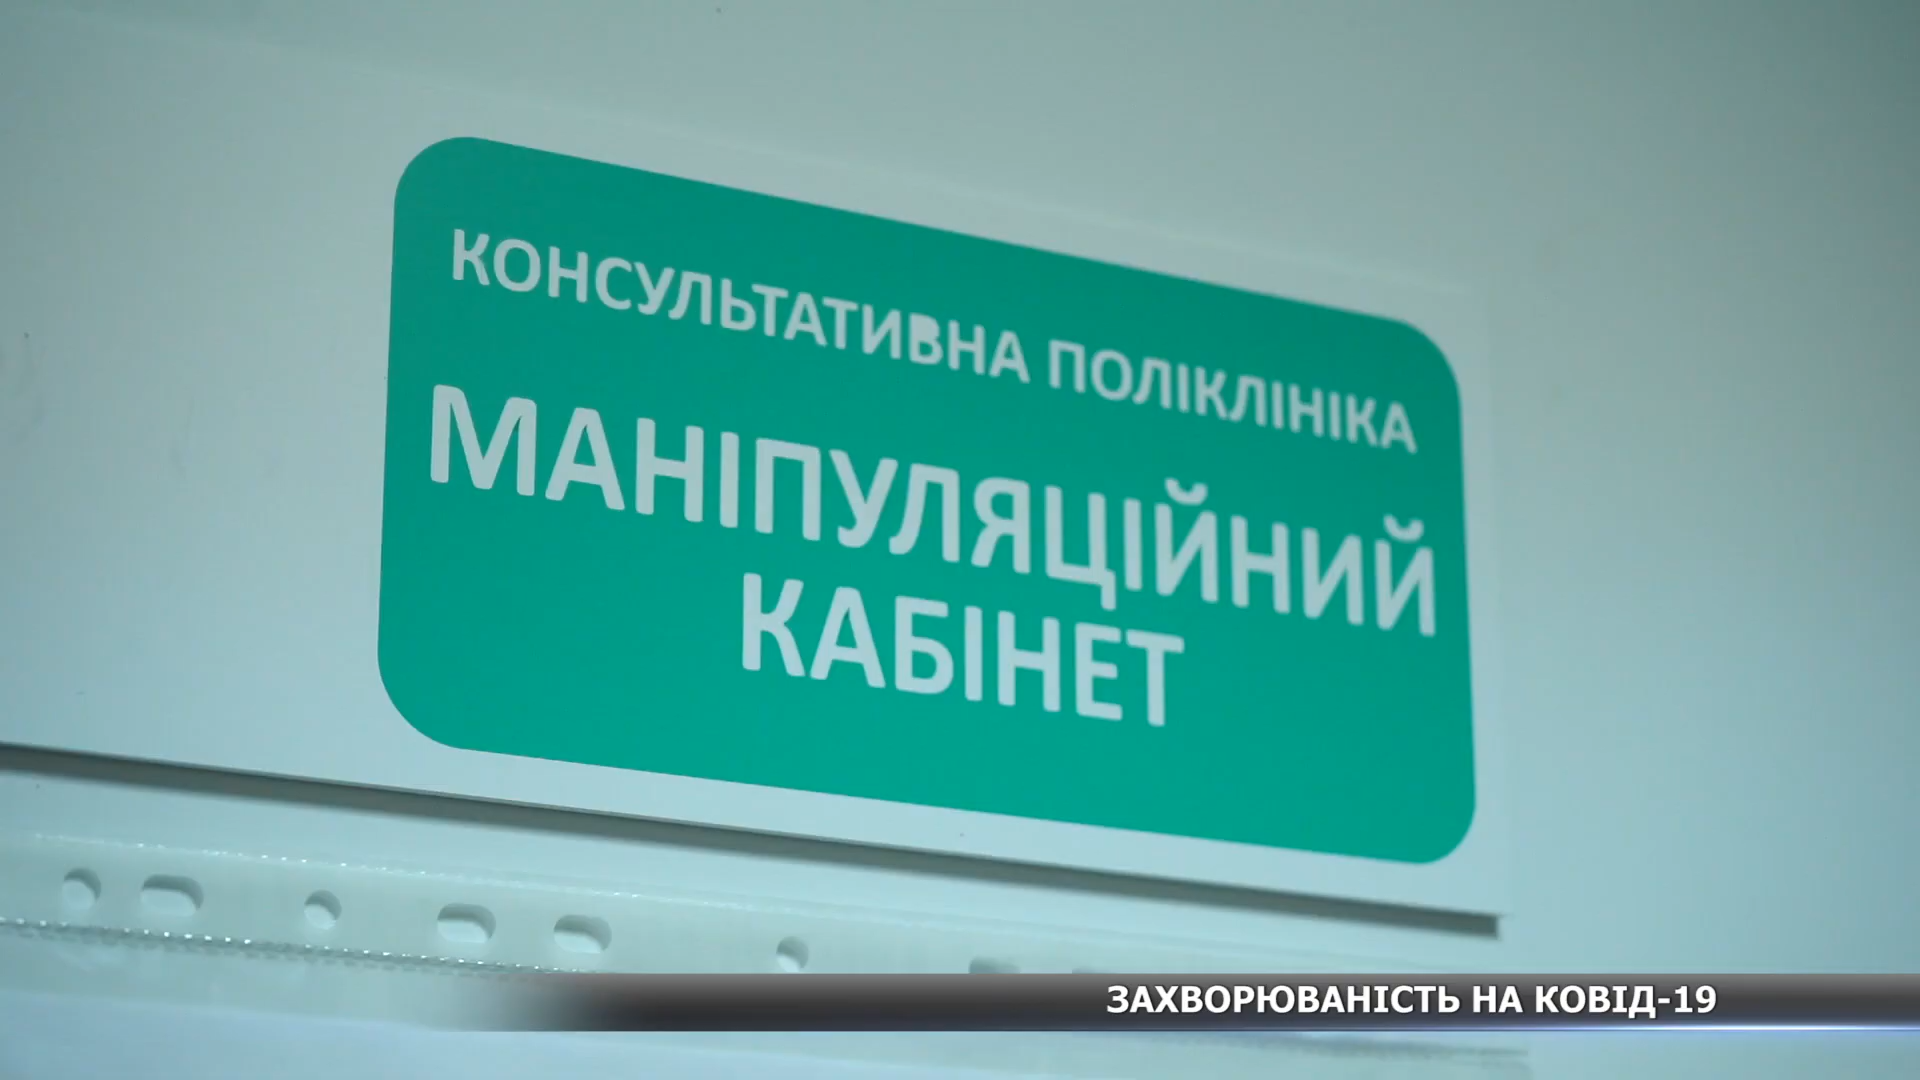 КОНСУЛЬТАТИВНА ПОЛІКЛІНІКА
МАНІПУЛЯЦІЙНИЙ
КАБІНЕТ
ЗАХВОРЮВАНІСТЬ НА КОВІД-19